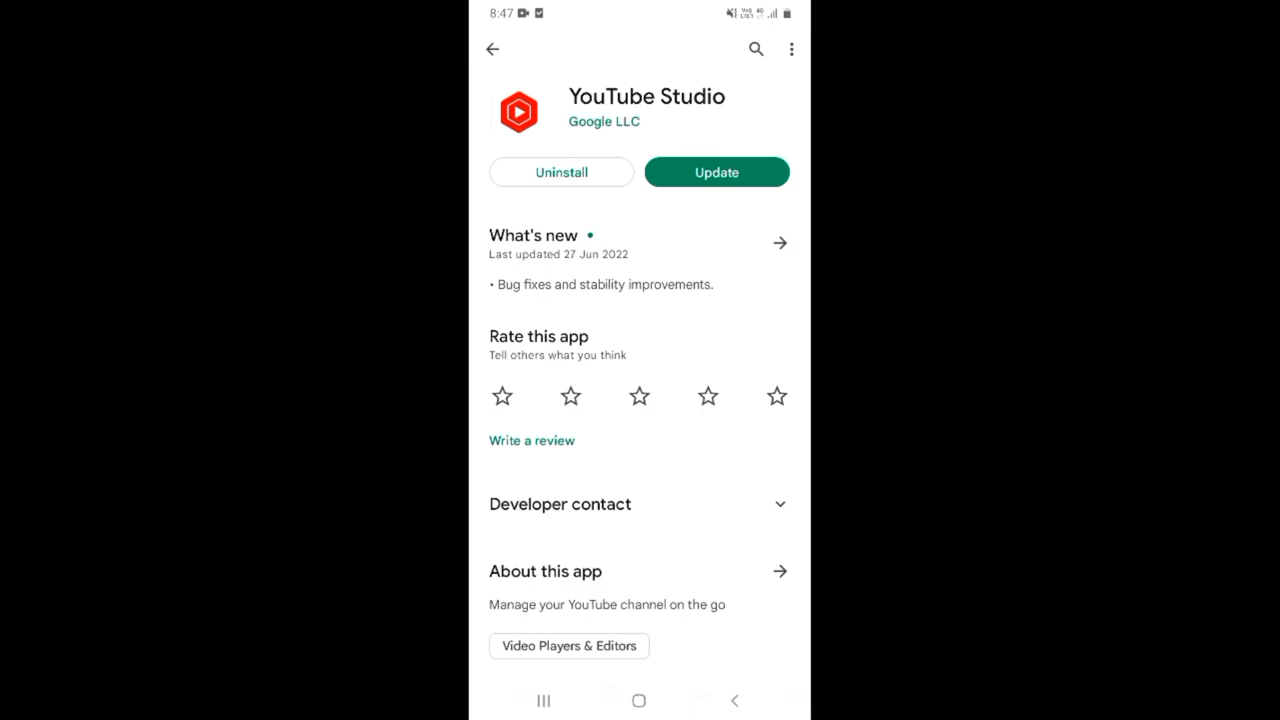 8:47
YouTube Studio
Google LLC
Uninstall
Update
What's new •
Last updated 27 Jun 2022
• Bug fixes and stability improvements.
Rate this app
Tell others what you think
Write a review
Developer contact
About this app
Manage your YouTube channel on the go
Video Players & Editors